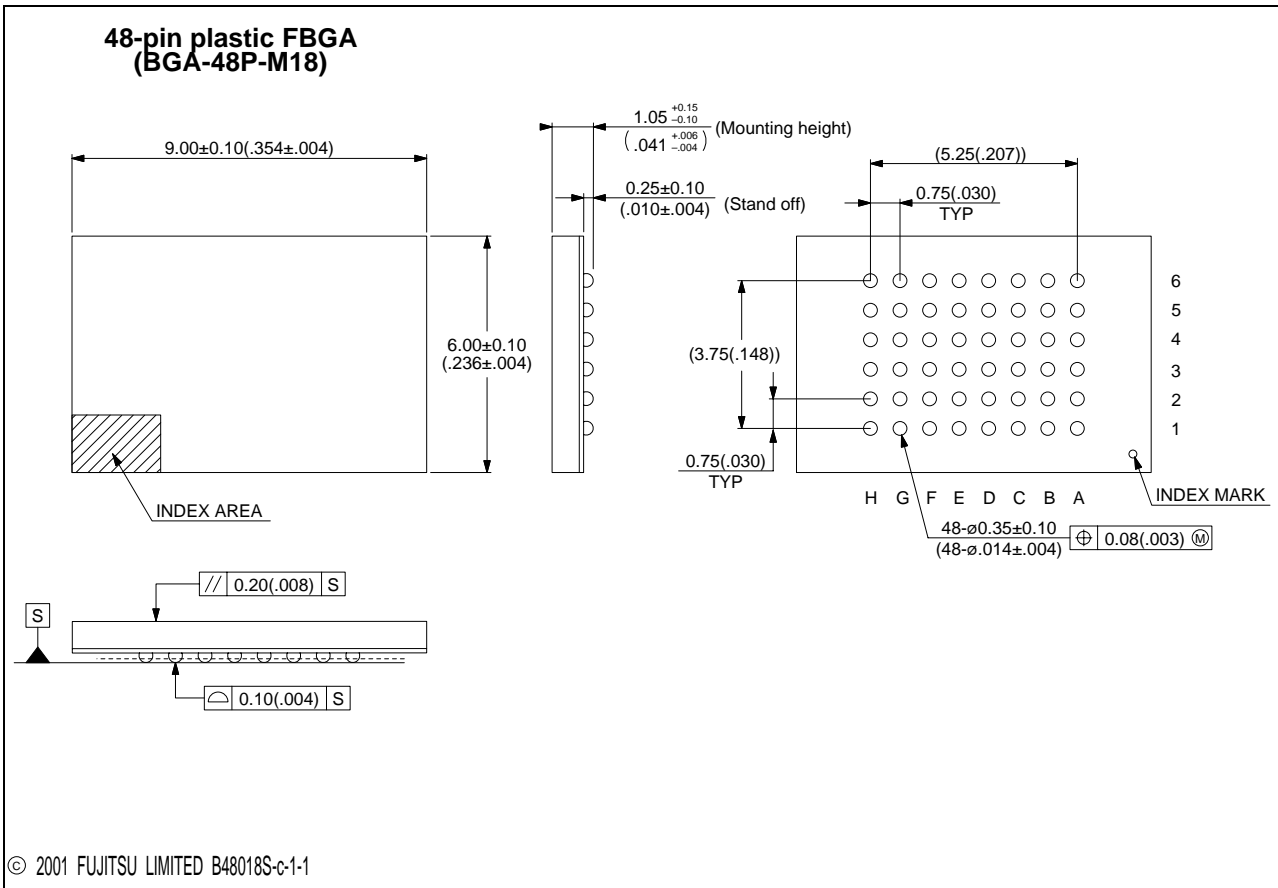 48-pin plastic FBGA
(BGA-48P-M18)
9.00±0.10(.354±.004)
6.00±0.10
(.236±.004)
INDEX AREA
1.05 +0.15 –0.10
(.041 +.006 –.004)
(Mounting height)
0.25±0.10
(.010±.004)
(Stand off)
(5.25(.207))
0.75(.030)
TYP
(3.75(.148))
0.75(.030)
TYP
6
5
4
3
2
1
H G F E D C B A
INDEX MARK
48-ø0.35±0.10
(48-ø.014±.004)
⌖ 0.08(.003) Ⓜ
// 0.20(.008) S
S
⌓ 0.10(.004) S
© 2001 FUJITSU LIMITED B48018S-c-1-1